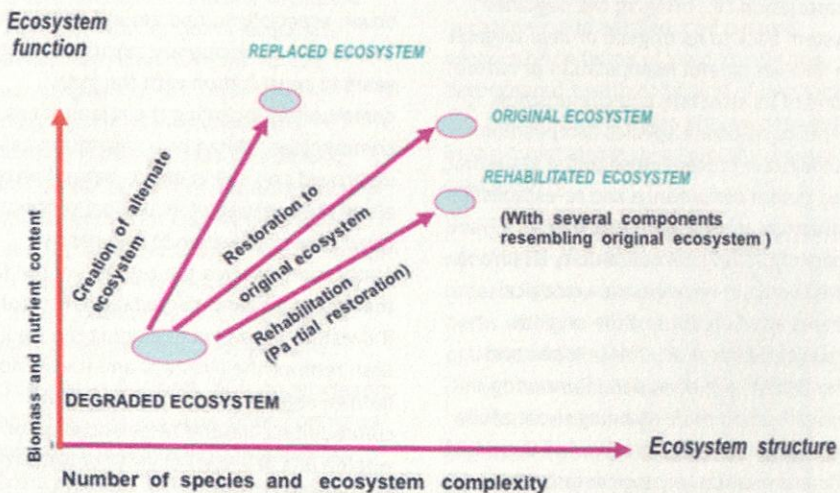 Ecosystem
function
REPLACED ECOSYSTEM
ORIGINAL ECOSYSTEM
REHABILITATED ECOSYSTEM
(With several components
resembling original ecosystem )
Creation of alternate
ecosystem
Restoration to
original ecosystem
Rehabilitation
(Pa rtial restoration)
Biomass and nutrient content
DEGRADED ECOSYSTEM
Ecosystem structure
Number of species and ecosystem complexity